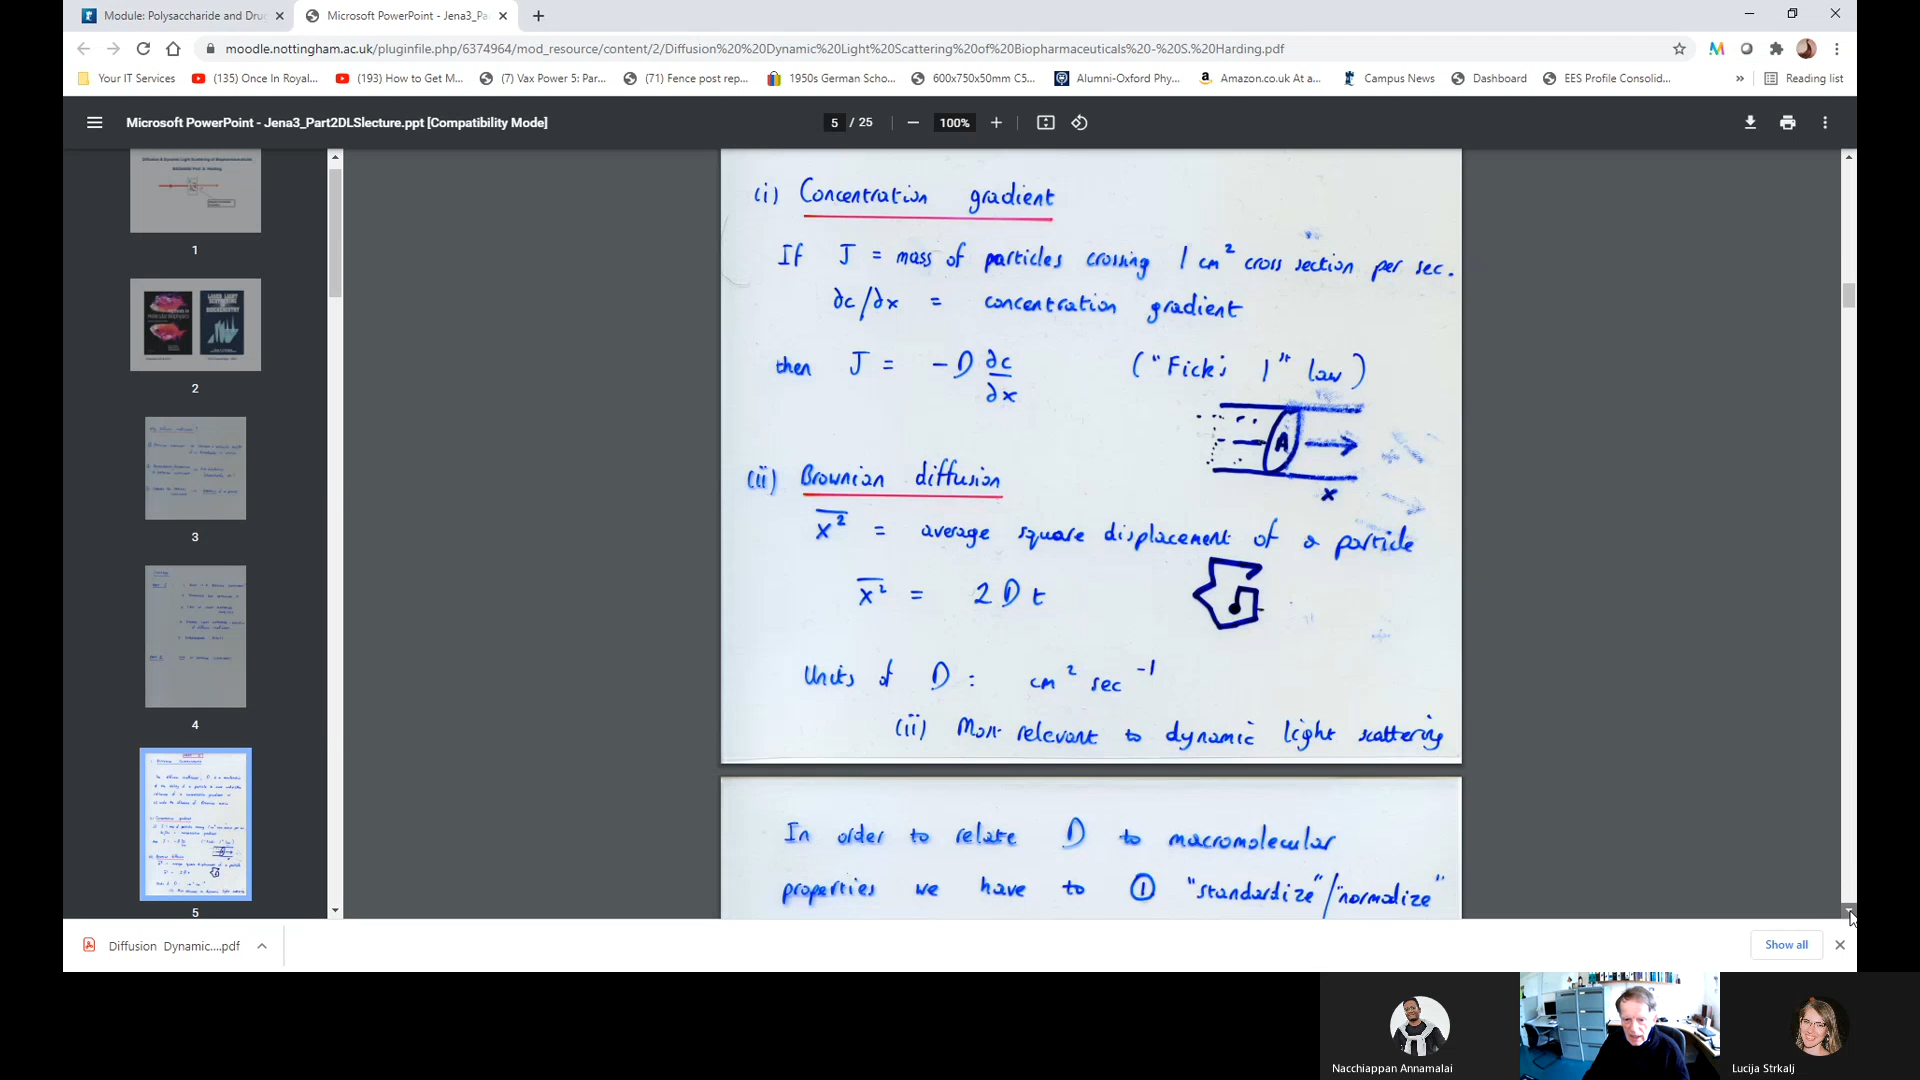 Module: Polysaccharide and Dru
Microsoft PowerPoint - Jena3_Pa
moodle.nottingham.ac.uk/pluginfile.php/6374964/mod_resource/content/2/Diffusion%20%20Dynamic%20Light%20Scattering%20of%20Biopharmaceuticals%20-%20S.%20Harding.pdf
Your IT Services
(135) Once In Royal...
(193) How to Get M...
(7) Vax Power 5: Par...
(71) Fence post rep...
1950s German Scho...
600x750x50mm C5...
Alumni-Oxford Phy...
Amazon.co.uk At a...
Campus News
Dashboard
EES Profile Consolid...
»
Reading list
Microsoft PowerPoint - Jena3_Part2DLSlecture.ppt [Compatibility Mode]
5 / 25
100%
1
2
3
4
5
(i) Concentration gradient
If J = mass of particles crossing 1 cm² cross section per sec.
∂c/∂x = concentration gradient
then J = -D ∂c/∂x ("Fick's 1st law)
A
x
(ii) Brownian diffusion
x̄² = average square displacement of a particle
x̄² = 2 D t
Units of D: cm² sec⁻¹
(ii) Most relevant to dynamic light scattering
In order to relate D to macromolecular
properties we have to ① "standardize"/"normalize"
Diffusion Dynamic....pdf
Show all
Nacchiappan Annamalai
Lucija Strkalj